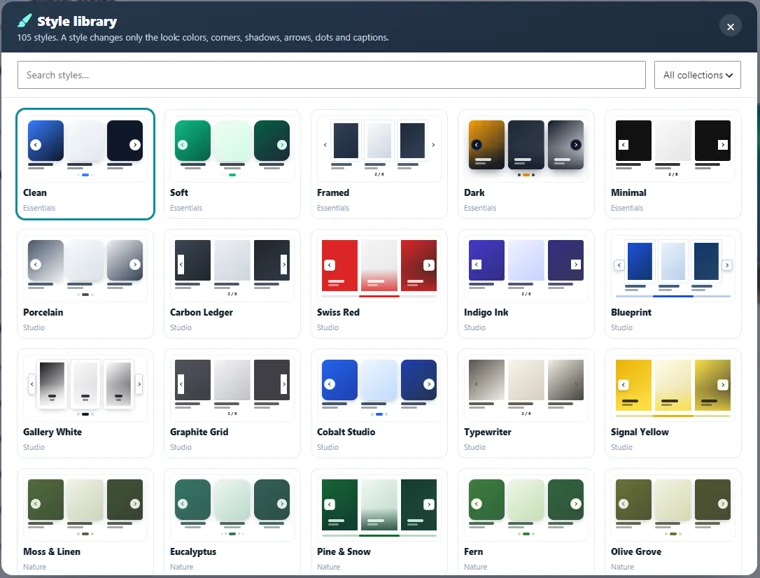 Style library
105 styles. A style changes only the look: colors, corners, shadows, arrows, dots and captions.
Search styles...
All collections
Clean
Essentials
Soft
Essentials
Framed
Essentials
Dark
Essentials
Minimal
Essentials
Porcelain
Studio
Carbon Ledger
Studio
Swiss Red
Studio
Indigo Ink
Studio
Blueprint
Studio
Gallery White
Studio
Graphite Grid
Studio
Cobalt Studio
Studio
Typewriter
Studio
Signal Yellow
Studio
Moss & Linen
Nature
Eucalyptus
Nature
Pine & Snow
Nature
Fern
Nature
Olive Grove
Nature